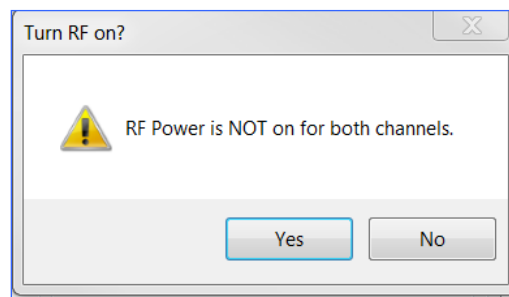 Turn RF on?
RF Power is NOT on for both channels.
Yes No